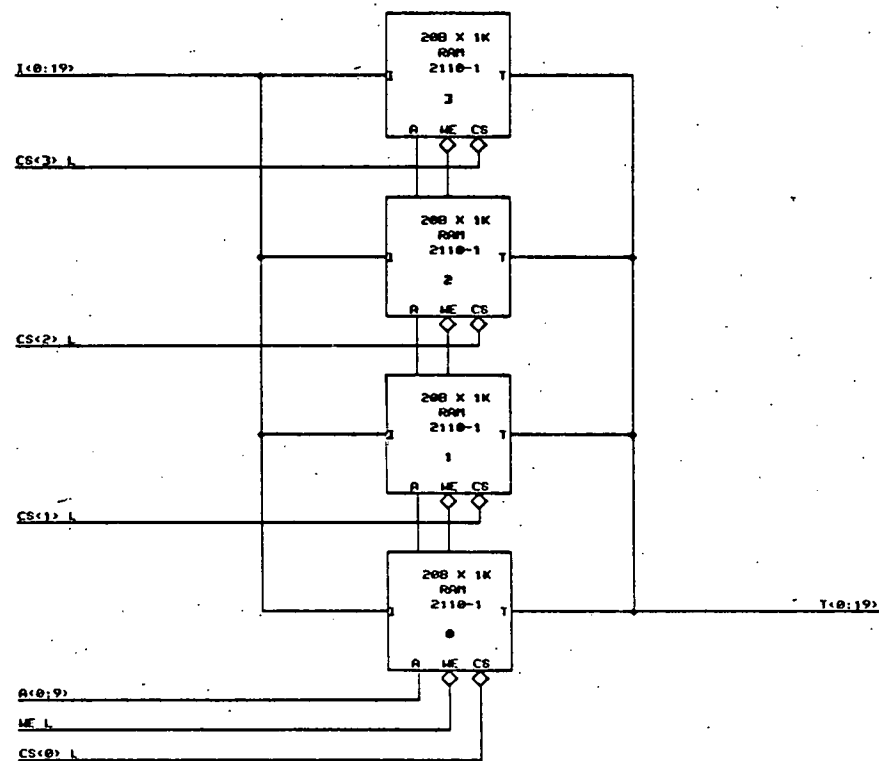 20B X 1K
RAM
2110-1
3
I<0:19>
I
T
A WE CS
CS<3> L
20B X 1K
RAM
2110-1
2
I
T
A WE CS
CS<2> L
20B X 1K
RAM
2110-1
1
I
T
A WE CS
CS<1> L
20B X 1K
RAM
2110-1
0
I
T
T<0:19>
A WE CS
A<0:9>
WE L
CS<0> L